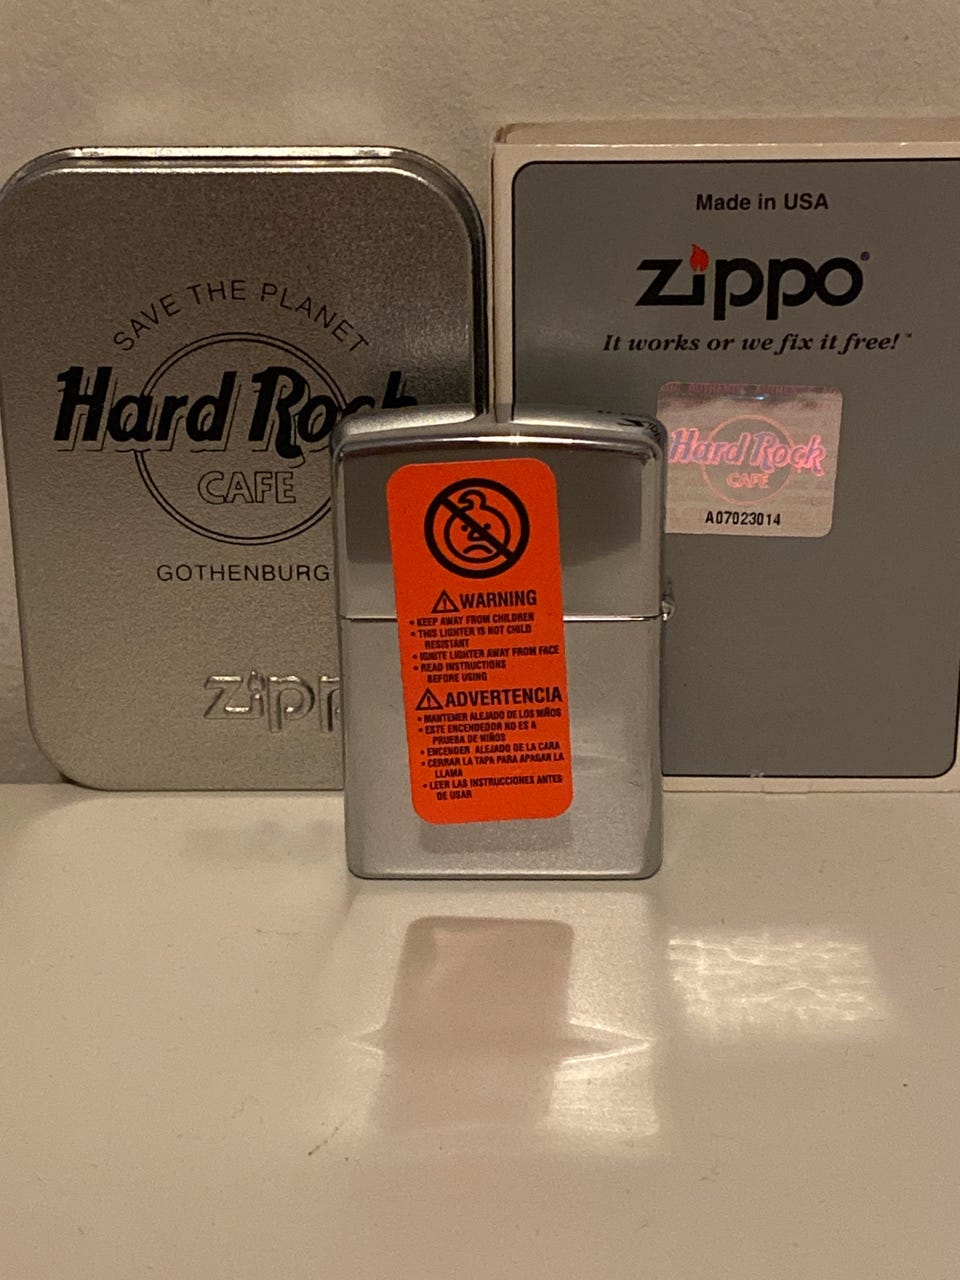 SAVE THE PLANET
Hard Rock
CAFE
GOTHENBURG
zipp
Made in USA
zippo®
It works or we fix it free!™
Hard Rock
CAFE
A07023014
WARNING
• KEEP AWAY FROM CHILDREN
• THIS LIGHTER IS NOT CHILD
RESISTANT
• IGNITE LIGHTER AWAY FROM FACE
• READ INSTRUCTIONS
BEFORE USING
ADVERTENCIA
• MANTENER ALEJADO DE LOS NIÑOS
• ESTE ENCENDEDOR NO ES A
PRUEBA DE NIÑOS
• ENCENDER ALEJADO DE LA CARA
• CERRAR LA TAPA PARA APAGAR LA
LLAMA
• LEER LAS INSTRUCCIONES ANTES
DE USAR